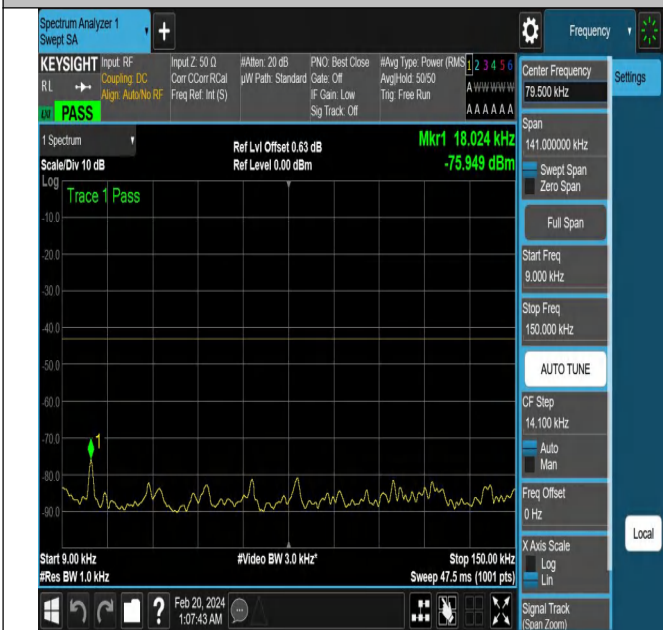 Spectrum Analyzer 1
Swept SA
+
Frequency
KEYSIGHT
RL
LXI
PASS
Input: RF
Coupling: DC
Align: Auto/No RF
Input Z: 50 Ω
Corr CCorr RCal
Freq Ref: Int (S)
#Atten: 20 dB
µW Path: Standard
PNO: Best Close
Gate: Off
IF Gain: Low
Sig Track: Off
#Avg Type: Power (RMS
Avg|Hold: 50/50
Trig: Free Run
1 2 3 4 5 6
A W W W W W
A A A A A A
1 Spectrum
Scale/Div 10 dB
Ref Lvl Offset 0.63 dB
Ref Level 0.00 dBm
Mkr1 18.024 kHz
-75.949 dBm
Log
Trace 1 Pass
-10.0
-20.0
-30.0
-40.0
-50.0
-60.0
-70.0
-80.0
-90.0
1
Start 9.00 kHz
#Res BW 1.0 kHz
#Video BW 3.0 kHz*
Stop 150.00 kHz
Sweep 47.5 ms (1001 pts)
?
Feb 20, 2024
1:07:43 AM
Center Frequency
79.500 kHz
Settings
Span
141.000000 kHz
Swept Span
Zero Span
Full Span
Start Freq
9.000 kHz
Stop Freq
150.000 kHz
AUTO TUNE
CF Step
14.100 kHz
Auto
Man
Freq Offset
0 Hz
Local
X Axis Scale
Log
Lin
Signal Track
(Span Zoom)